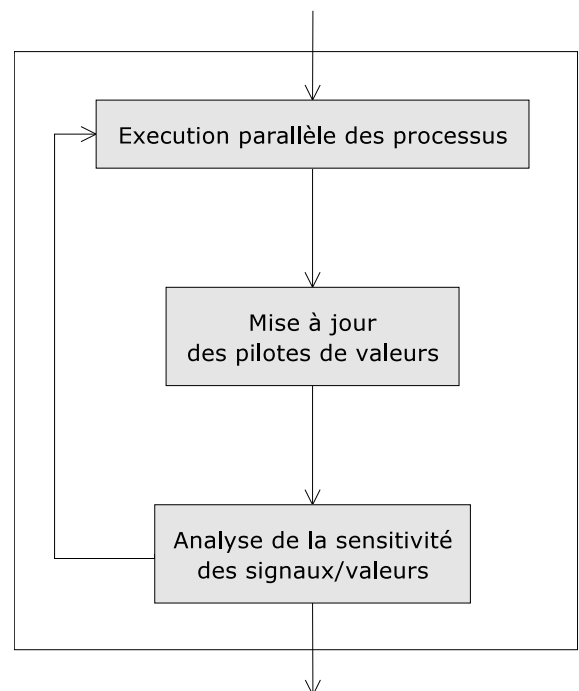 Execution parallèle des processus
Mise à jour
des pilotes de valeurs
Analyse de la sensitivité
des signaux/valeurs